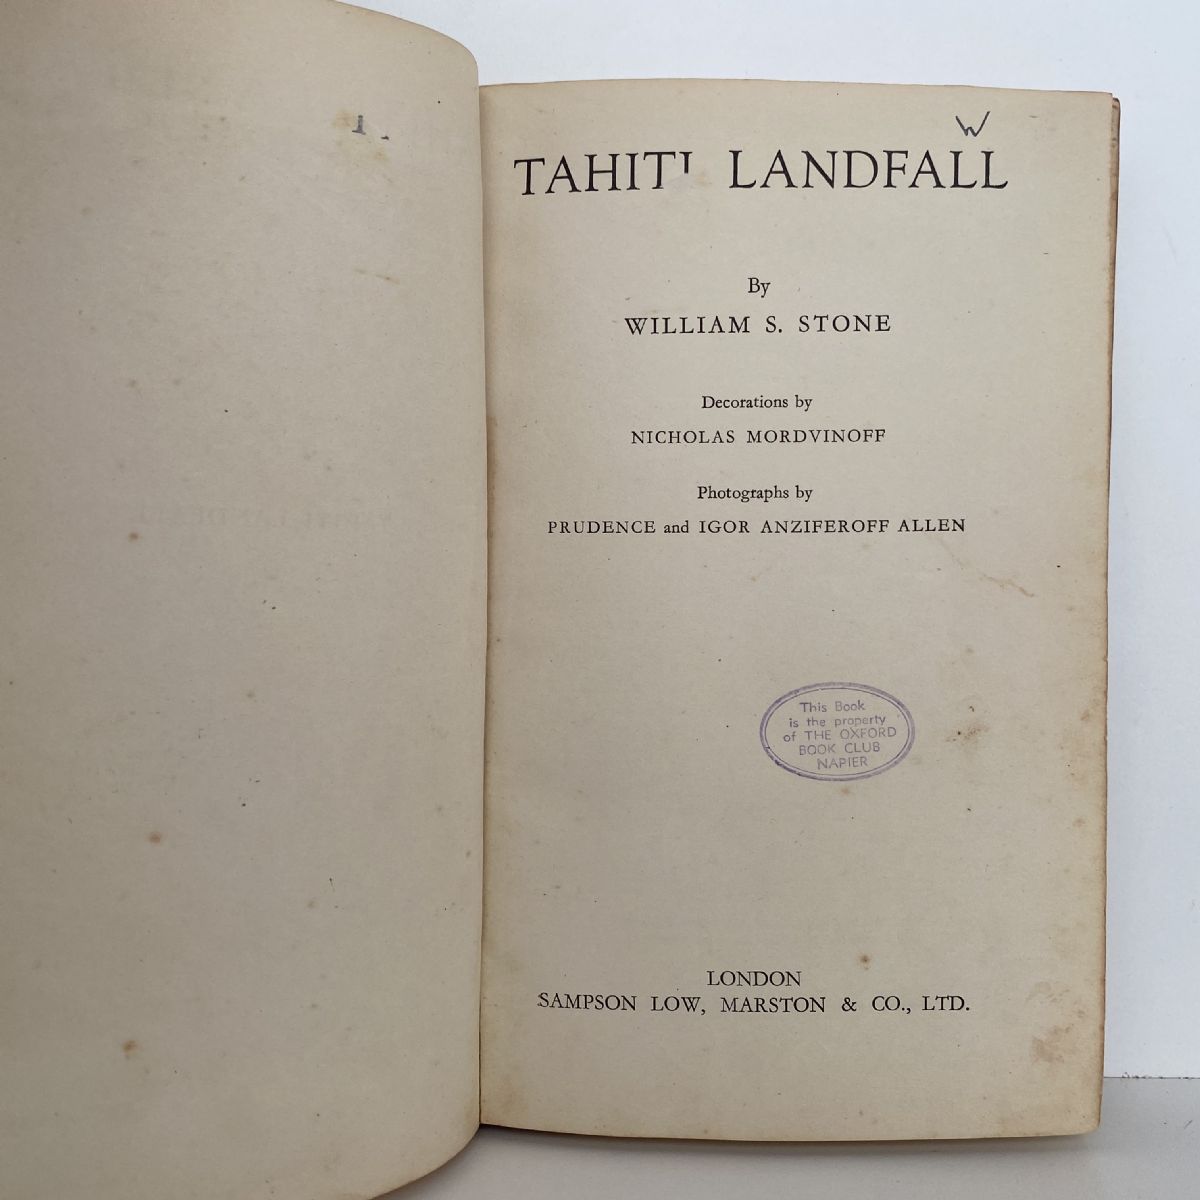 1
W
TAHITI LANDFALL
By
WILLIAM S. STONE
Decorations by
NICHOLAS MORDVINOFF
Photographs by
PRUDENCE and IGOR ANZIFEROFF ALLEN
This Book
is the property
of THE OXFORD
BOOK CLUB
NAPIER
LONDON
SAMPSON LOW, MARSTON & CO., LTD.